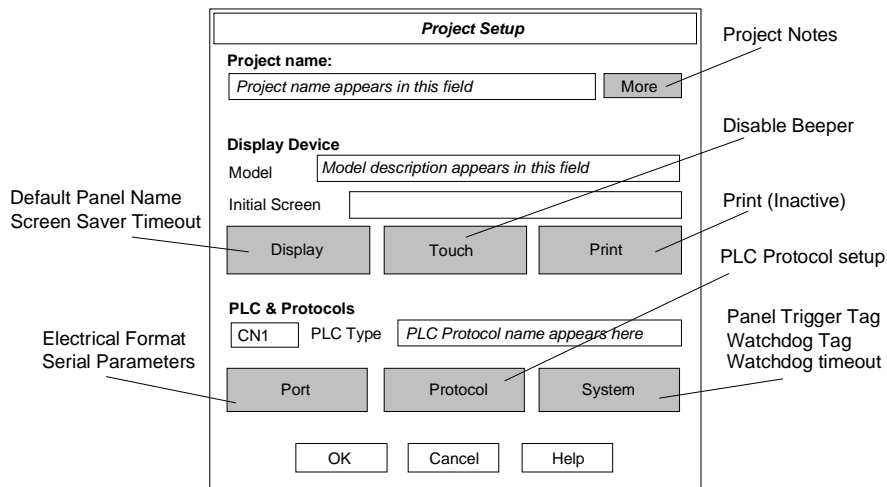 Project Setup
Project Notes
Project name:
Project name appears in this field
More
Disable Beeper
Display Device
Model
Model description appears in this field
Default Panel Name
Screen Saver Timeout
Initial Screen
Print (Inactive)
Display
Touch
Print
PLC Protocol setup
PLC & Protocols
CN1
PLC Type
PLC Protocol name appears here
Panel Trigger Tag
Watchdog Tag
Watchdog timeout
Electrical Format
Serial Parameters
Port
Protocol
System
OK
Cancel
Help